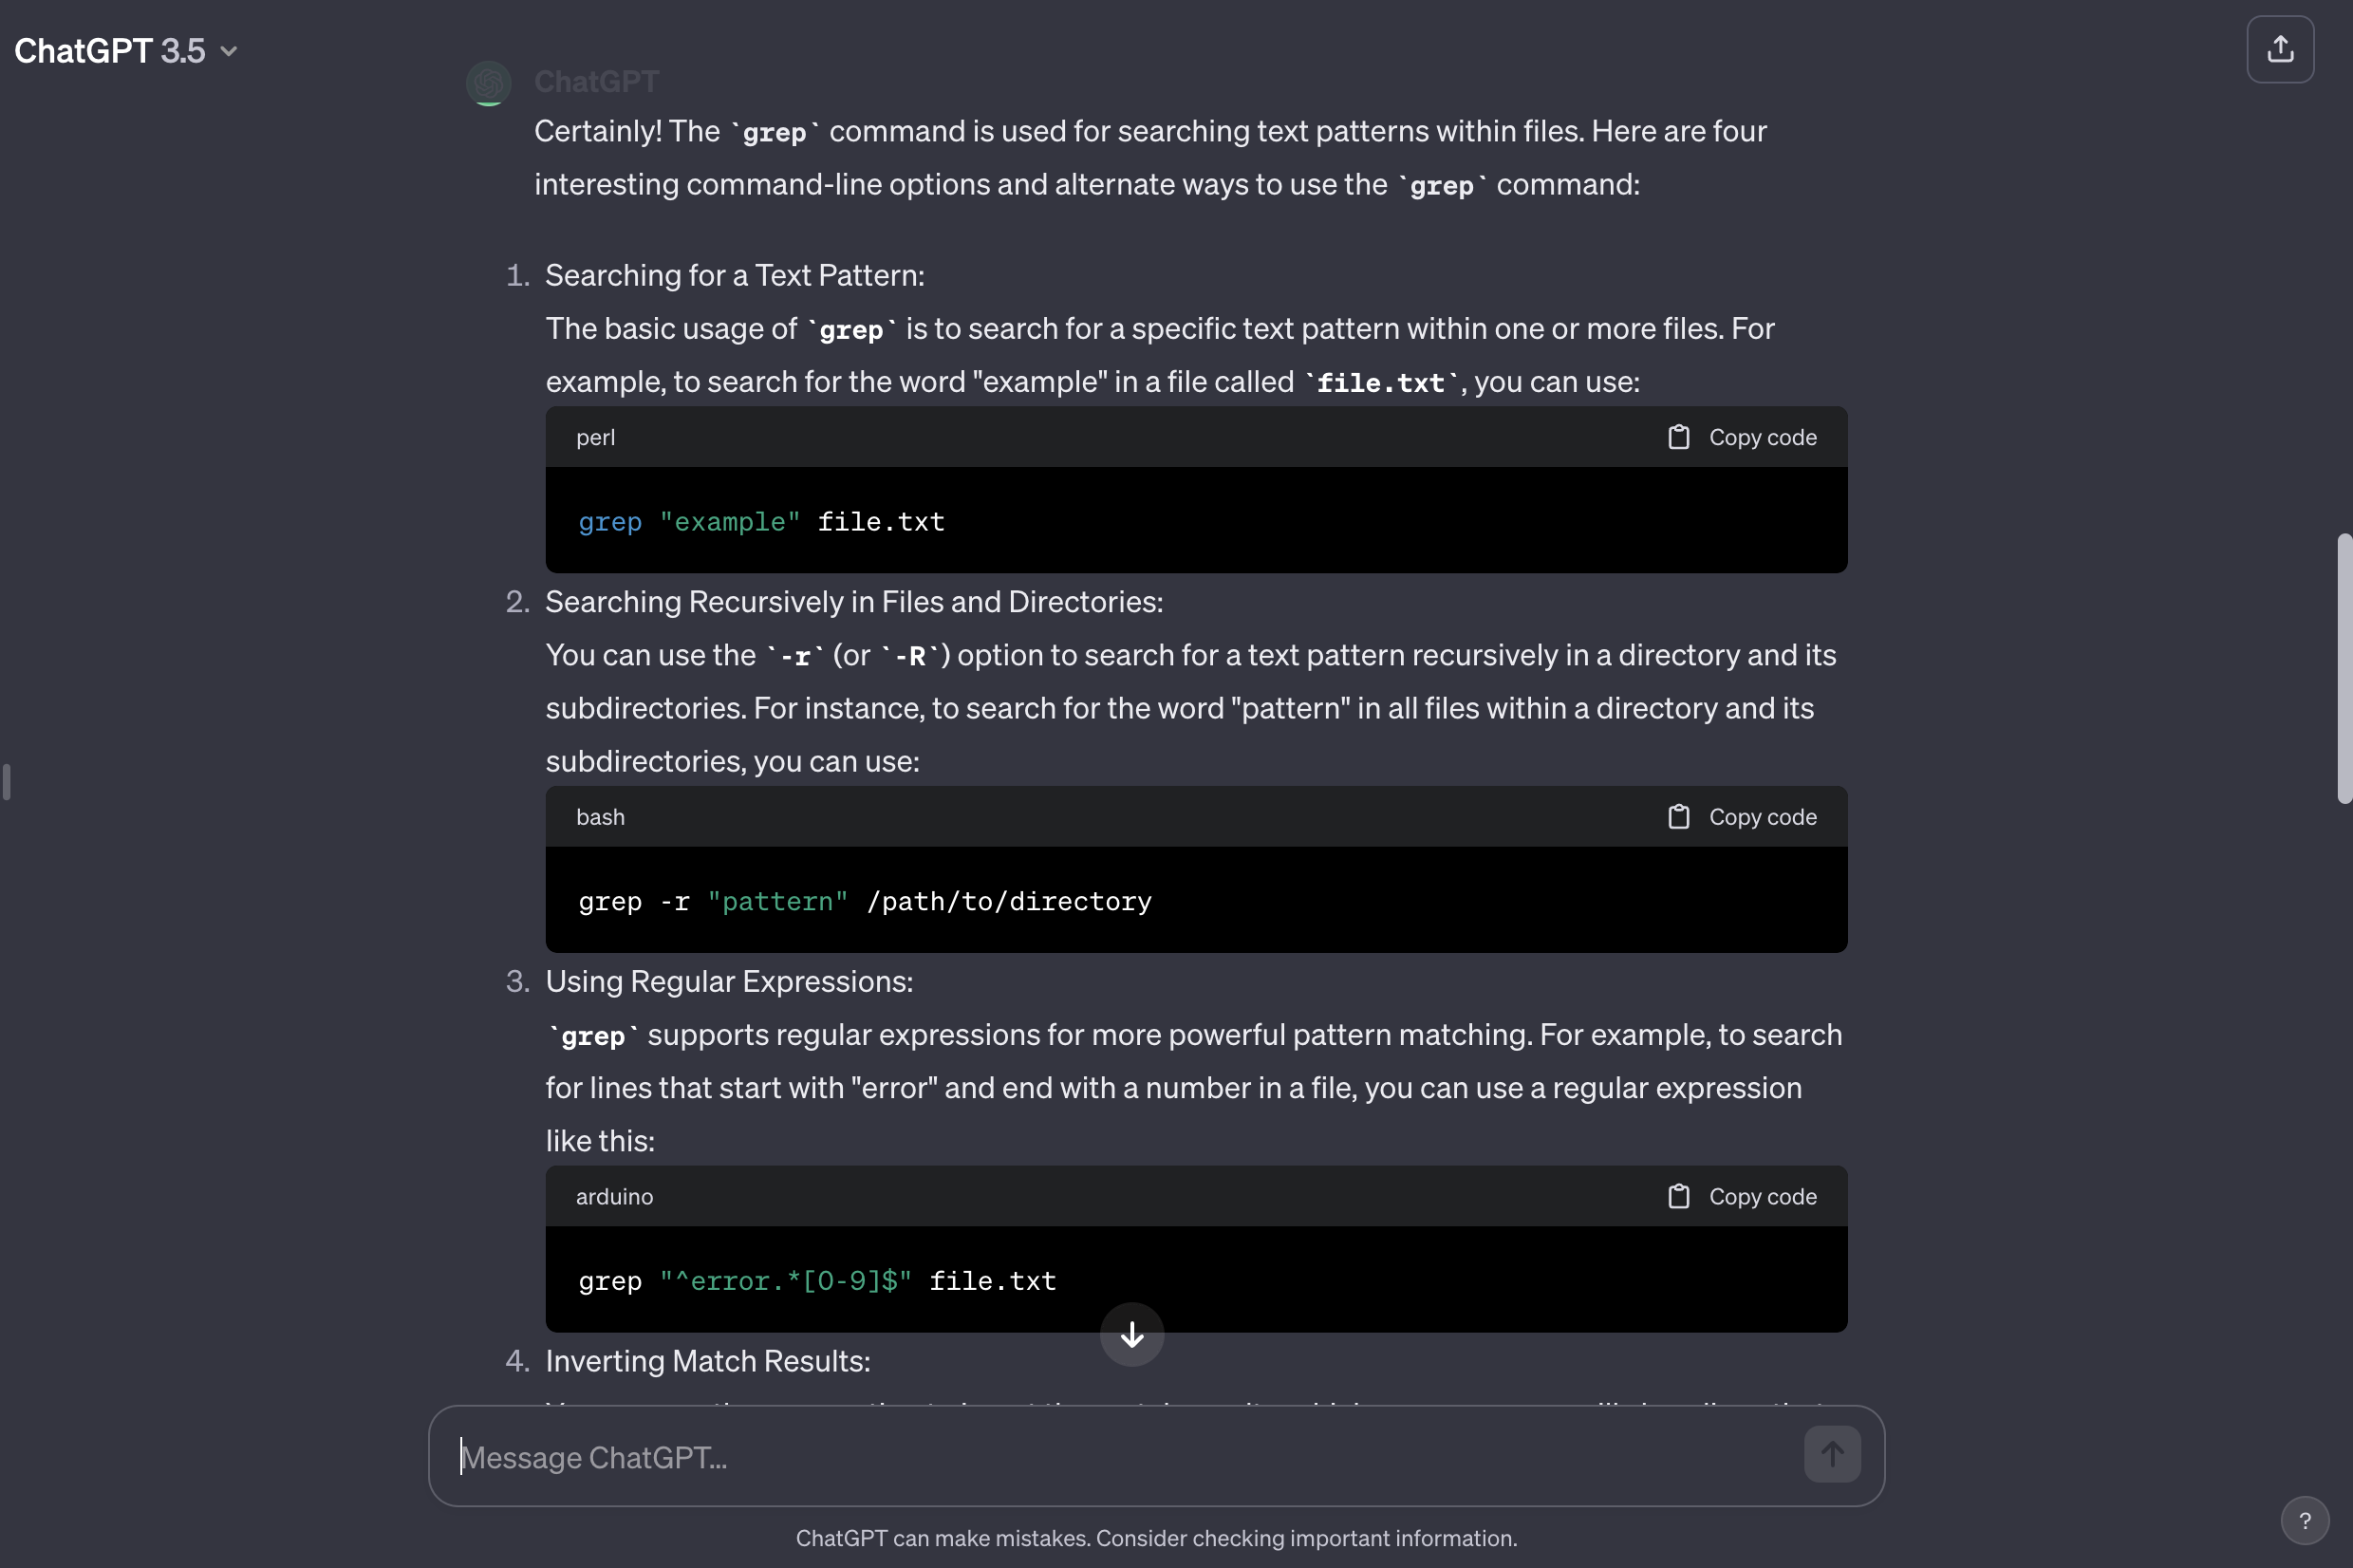 ChatGPT 3.5
ChatGPT
Certainly! The `grep` command is used for searching text patterns within files. Here are four
interesting command-line options and alternate ways to use the `grep` command:
1. Searching for a Text Pattern:
The basic usage of `grep` is to search for a specific text pattern within one or more files. For
example, to search for the word "example" in a file called `file.txt`, you can use:
perl Copy code
grep "example" file.txt
2. Searching Recursively in Files and Directories:
You can use the `-r` (or `-R`) option to search for a text pattern recursively in a directory and its
subdirectories. For instance, to search for the word "pattern" in all files within a directory and its
subdirectories, you can use:
bash Copy code
grep -r "pattern" /path/to/directory
3. Using Regular Expressions:
`grep` supports regular expressions for more powerful pattern matching. For example, to search
for lines that start with "error" and end with a number in a file, you can use a regular expression
like this:
arduino Copy code
grep "^error.*[0-9]$" file.txt
4. Inverting Match Results:
Message ChatGPT...
ChatGPT can make mistakes. Consider checking important information.
?